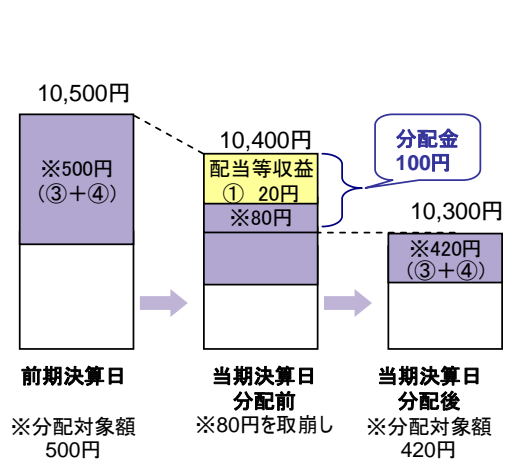 10,500円
※500円
（③＋④）
10,400円
配当等収益
① 20円
※80円
分配金
100円
10,300円
※420円
（③＋④）
前期決算日
※分配対象額
500円
当期決算日
分配前
※80円を取崩し
当期決算日
分配後
※分配対象額
420円